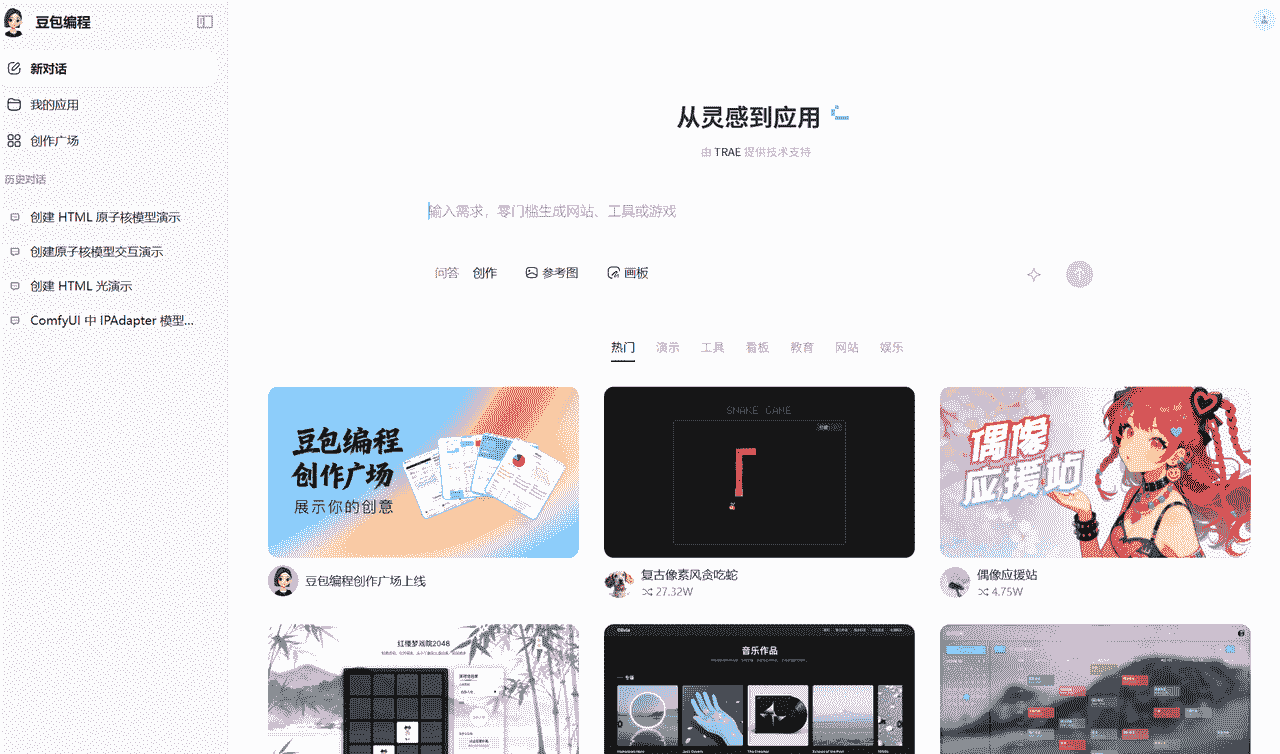 豆包编程
新对话
我的应用
创作广场
历史对话
创建 HTML 原子核模型演示
创建原子核模型交互演示
创建 HTML 光演示
ComfyUI 中 IPAdapter 模型...
从灵感到应用
由 TRAE 提供技术支持
输入需求，零门槛生成网站、工具或游戏
问答 创作 参考图 画板
热门 演示 工具 看板 教育 网站 娱乐
豆包编程
创作广场
展示你的创意
SNAKE GAME
偶像
应援站
豆包编程创作广场上线
复古像素风贪吃蛇
27.32W
偶像应援站
4.75W
红楼梦戏院2048
音乐作品